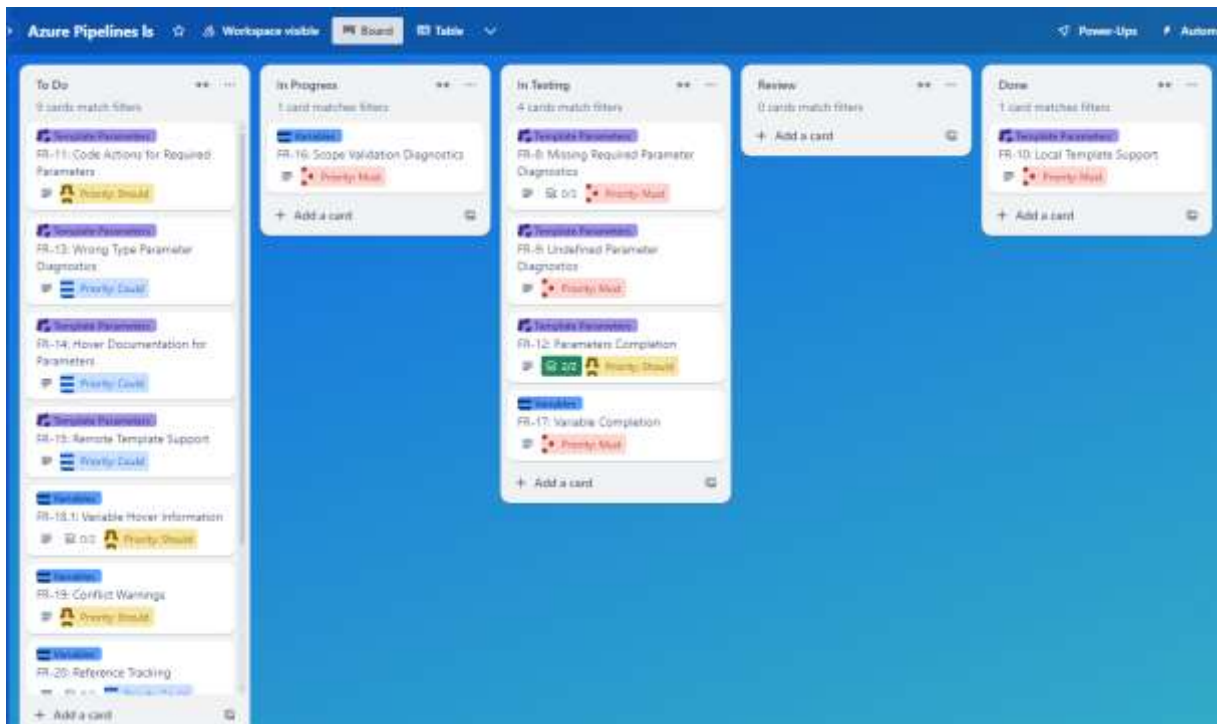 Azure Pipelines ls
Workspace visible
Board
Table
Power-Ups
Autom
To Do
9 cards match filters
Template Parameters
FR-11: Code Actions for Required
Parameters
Priority: Should
Template Parameters
FR-13: Wrong Type Parameter
Diagnostics
Priority: Could
Template Parameters
FR-14: Hover Documentation for
Parameters
Priority: Could
Template Parameters
FR-15: Remote Template Support
Priority: Could
Variables
FR-18.1: Variable Hover Information
Priority: Should
Variables
FR-19: Conflict Warnings
Priority: Should
Variables
FR-20: Reference Tracking
+ Add a card
In Progress
1 card matches filters
Variables
FR-16: Scope Validation Diagnostics
Priority: Must
+ Add a card
In Testing
4 cards match filters
Template Parameters
FR-8: Missing Required Parameter
Diagnostics
Priority: Must
Template Parameters
FR-9: Undefined Parameter
Diagnostics
Priority: Must
Template Parameters
FR-12: Parameters Completion
2/2 Priority: Should
Variables
FR-17: Variable Completion
Priority: Must
+ Add a card
Review
0 cards match filters
+ Add a card
Done
1 card matches filters
Template Parameters
FR-10: Local Template Support
Priority: Must
+ Add a card